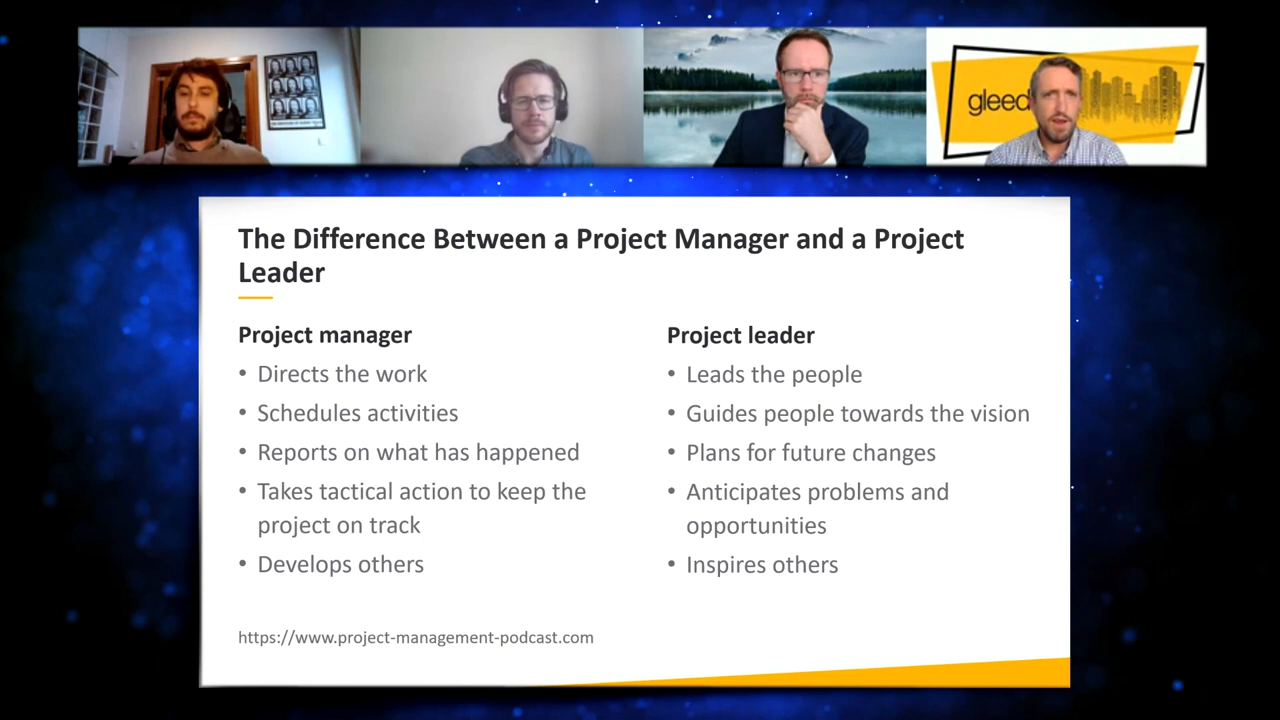 gleed
The Difference Between a Project Manager and a Project
Leader
Project manager
• Directs the work
• Schedules activities
• Reports on what has happened
• Takes tactical action to keep the
project on track
• Develops others
Project leader
• Leads the people
• Guides people towards the vision
• Plans for future changes
• Anticipates problems and
opportunities
• Inspires others
https://www.project-management-podcast.com